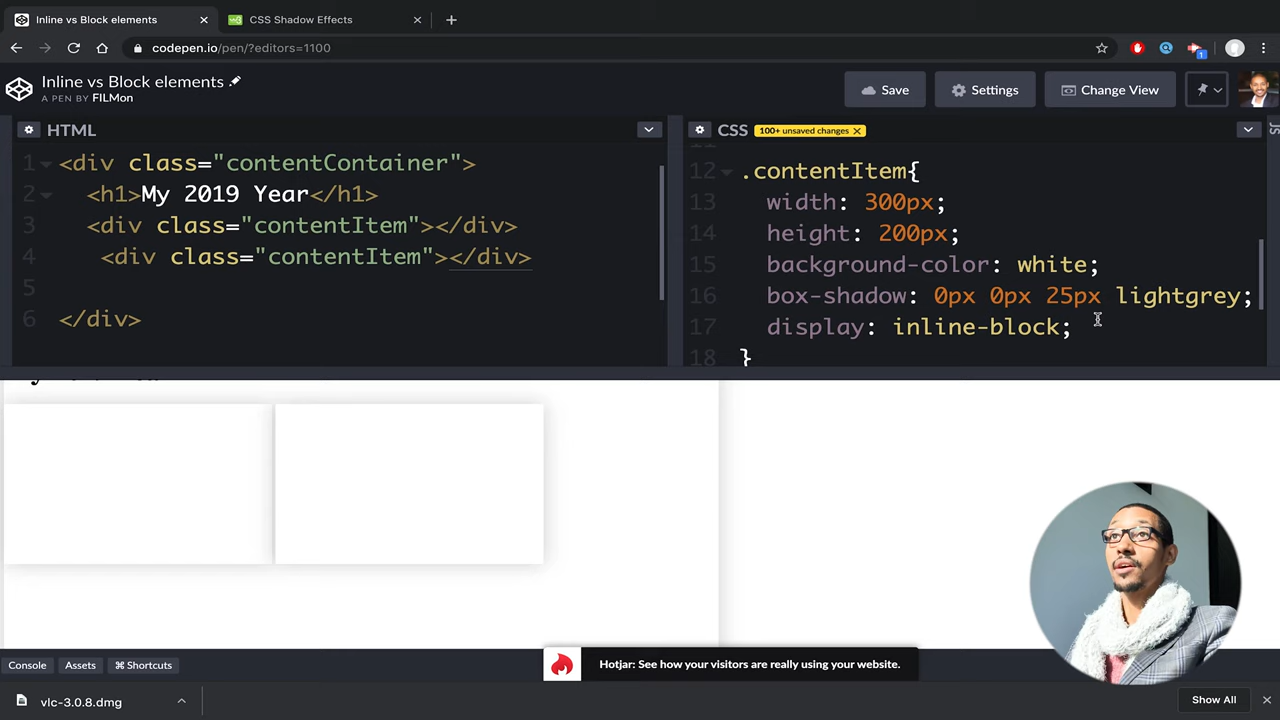 Inline vs Block elements
CSS Shadow Effects
codepen.io/pen/?editors=1100
1
Inline vs Block elements
A PEN BY FILMon
Save
Settings
Change View
HTML
1 <div class="contentContainer">
2 <h1>My 2019 Year</h1>
3 <div class="contentItem"></div>
4 <div class="contentItem"></div>
5
6 </div>
CSS
100+ unsaved changes
JS
12 .contentItem{
13 width: 300px;
14 height: 200px;
15 background-color: white;
16 box-shadow: 0px 0px 25px lightgrey;
17 display: inline-block;
18 }
Console
Assets
⌘ Shortcuts
Hotjar: See how your visitors are really using your website.
vlc-3.0.8.dmg
Show All